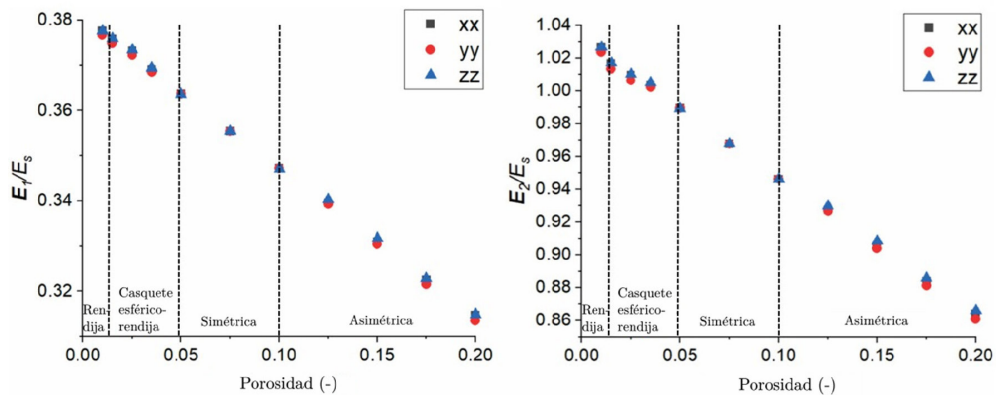 0.38
0.36
0.34
0.32
E₁/Eₛ
xx
yy
zz
Ren-
dija
Casquete
esférico-
rendija
Simétrica
Asimétrica
0.00
0.05
0.10
0.15
0.20
Porosidad (-)
1.04
1.02
1.00
0.98
0.96
0.94
0.92
0.90
0.88
0.86
E₂/Eₛ
xx
yy
zz
Ren-
dija
Casquete
esférico-
rendija
Simétrica
Asimétrica
0.00
0.05
0.10
0.15
0.20
Porosidad (-)